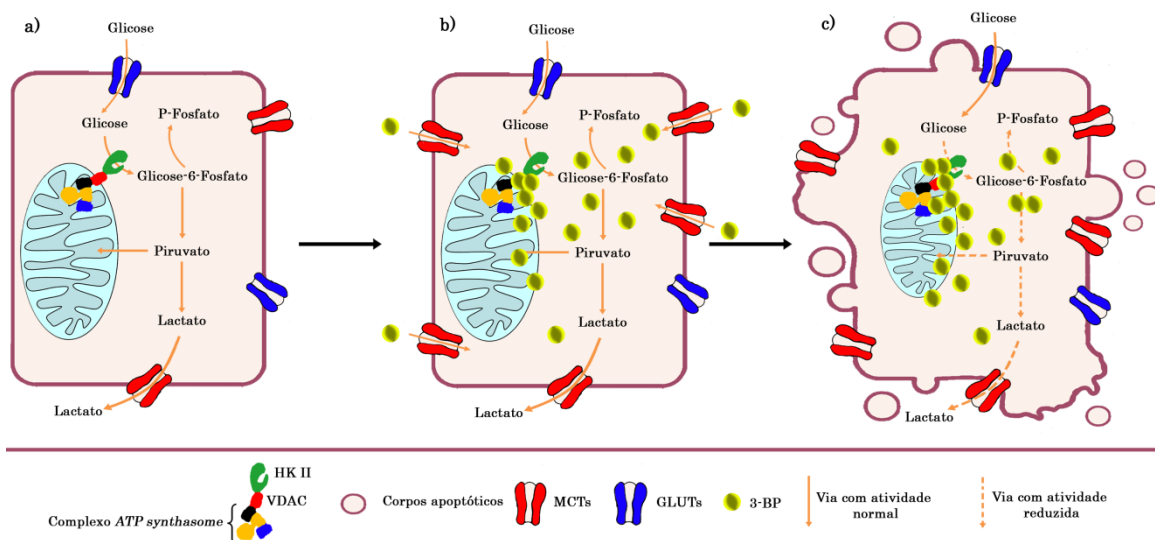 a)
Glicose
Glicose
P-Fosfato
Glicose-6-Fosfato
Piruvato
Lactato
Lactato
b)
Glicose
Glicose
P-Fosfato
Glicose-6-Fosfato
Piruvato
Lactato
Lactato
c)
Glicose
Glicose
P-Fosfato
Glicose-6-Fosfato
Piruvato
Lactato
Lactato
HK II
VDAC
Complexo ATP synthasome
Corpos apoptóticos
MCTs
GLUTs
3-BP
Via com atividade
normal
Via com atividade
reduzida